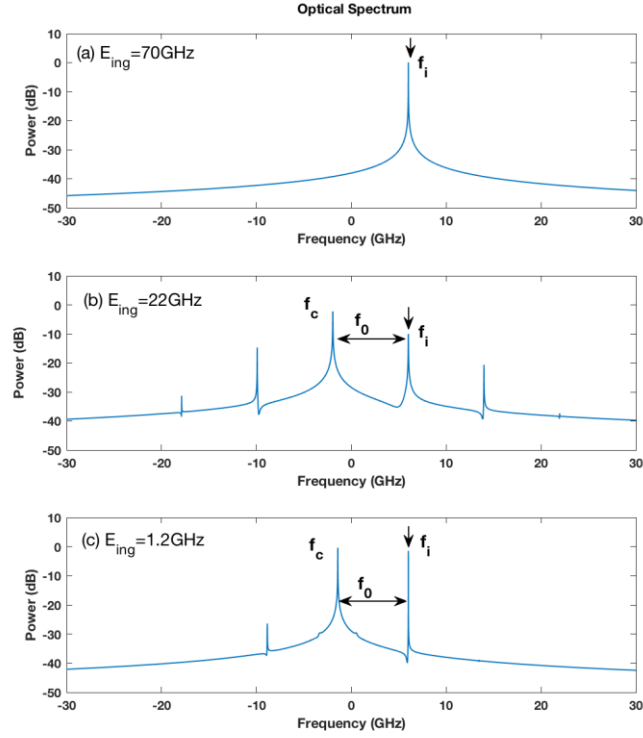 Optical Spectrum
(a) E_ing=70GHz
f_i
Power (dB)
10
0
-10
-20
-30
-40
-50
-30 -20 -10 0 10 20 30
Frequency (GHz)
(b) E_ing=22GHz
f_c
f_0
f_i
Power (dB)
10
0
-10
-20
-30
-40
-50
-30 -20 -10 0 10 20 30
Frequency (GHz)
(c) E_ing=1.2GHz
f_c
f_i
f_0
Power (dB)
10
0
-10
-20
-30
-40
-50
-30 -20 -10 0 10 20 30
Frequency (GHz)